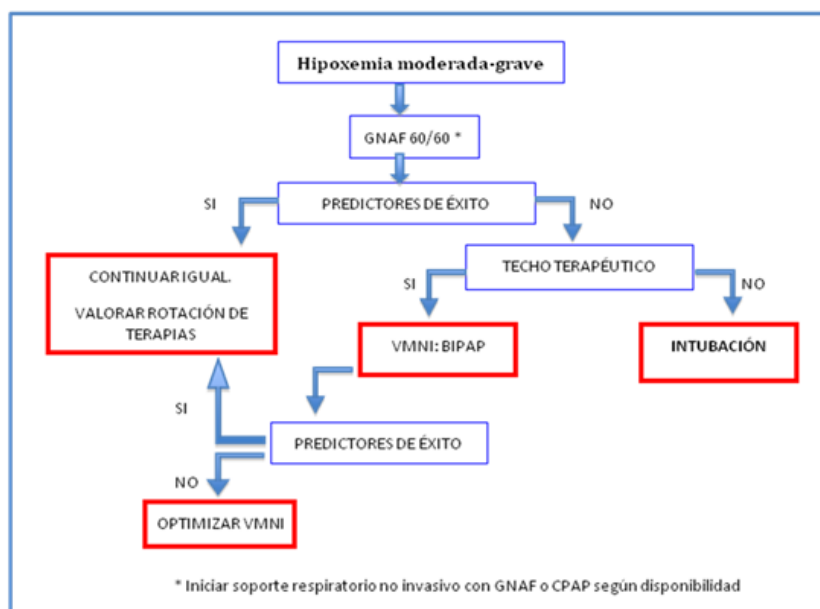 Hipoxemia moderada-grave
GNAF 60/60 *
SI
PREDICTORES DE ÉXITO
NO
CONTINUAR IGUAL.
VALORAR ROTACIÓN DE
TERAPIAS
TECHO TERAPÉUTICO
SI
NO
VMNI: BIPAP
INTUBACIÓN
SI
PREDICTORES DE ÉXITO
NO
OPTIMIZAR VMNI
* Iniciar soporte respiratorio no invasivo con GNAF o CPAP según disponibilidad